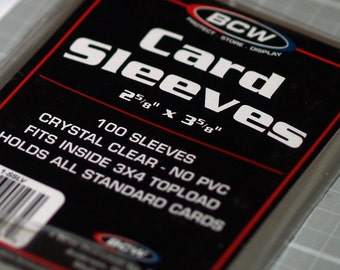 BCW
PROTECT · STORE · DISPLAY
Card
Sleeves
2 5/8" x 3 5/8"
100 SLEEVES
CRYSTAL CLEAR - NO PVC
FITS INSIDE 3X4 TOPLOAD
HOLDS ALL STANDARD CARDS
BCW